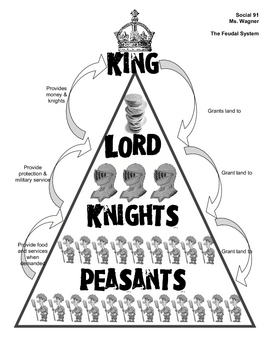 Social 91
Ms. Wagner
The Feudal System
KING
Provides
money &
knights
Grants land to
LORD
Provide
protection &
military service
Grant land to
KNIGHTS
Provide food
and services
when
demanded
Grant land to
PEASANTS